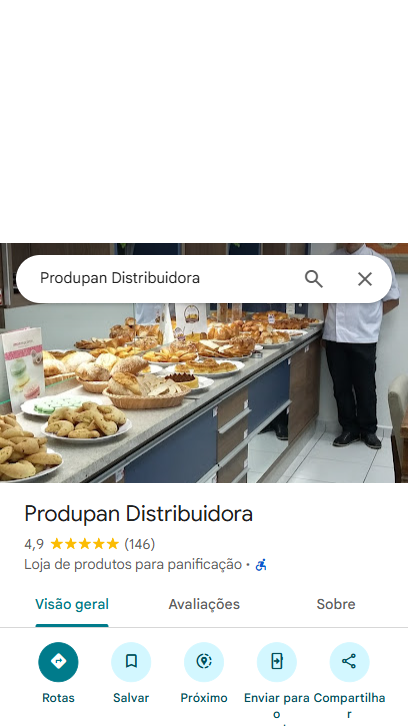 Produpan Distribuidora
Produpan Distribuidora
4,9 (146)
Loja de produtos para panificação ·
Visão geral Avaliações Sobre
Rotas Salvar Próximo Enviar para Compartilha
o r